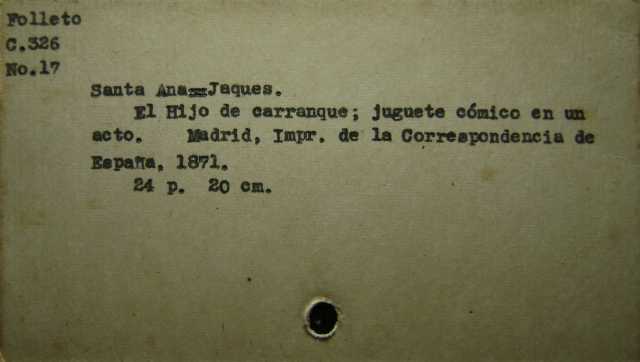 Folleto
C.326
No.17
Santa Ana Jaques.
El Hijo de carranque; juguete cómico en un
acto. Madrid, Impr. de la Correspondencia de
España, 1871.
24 p. 20 cm.